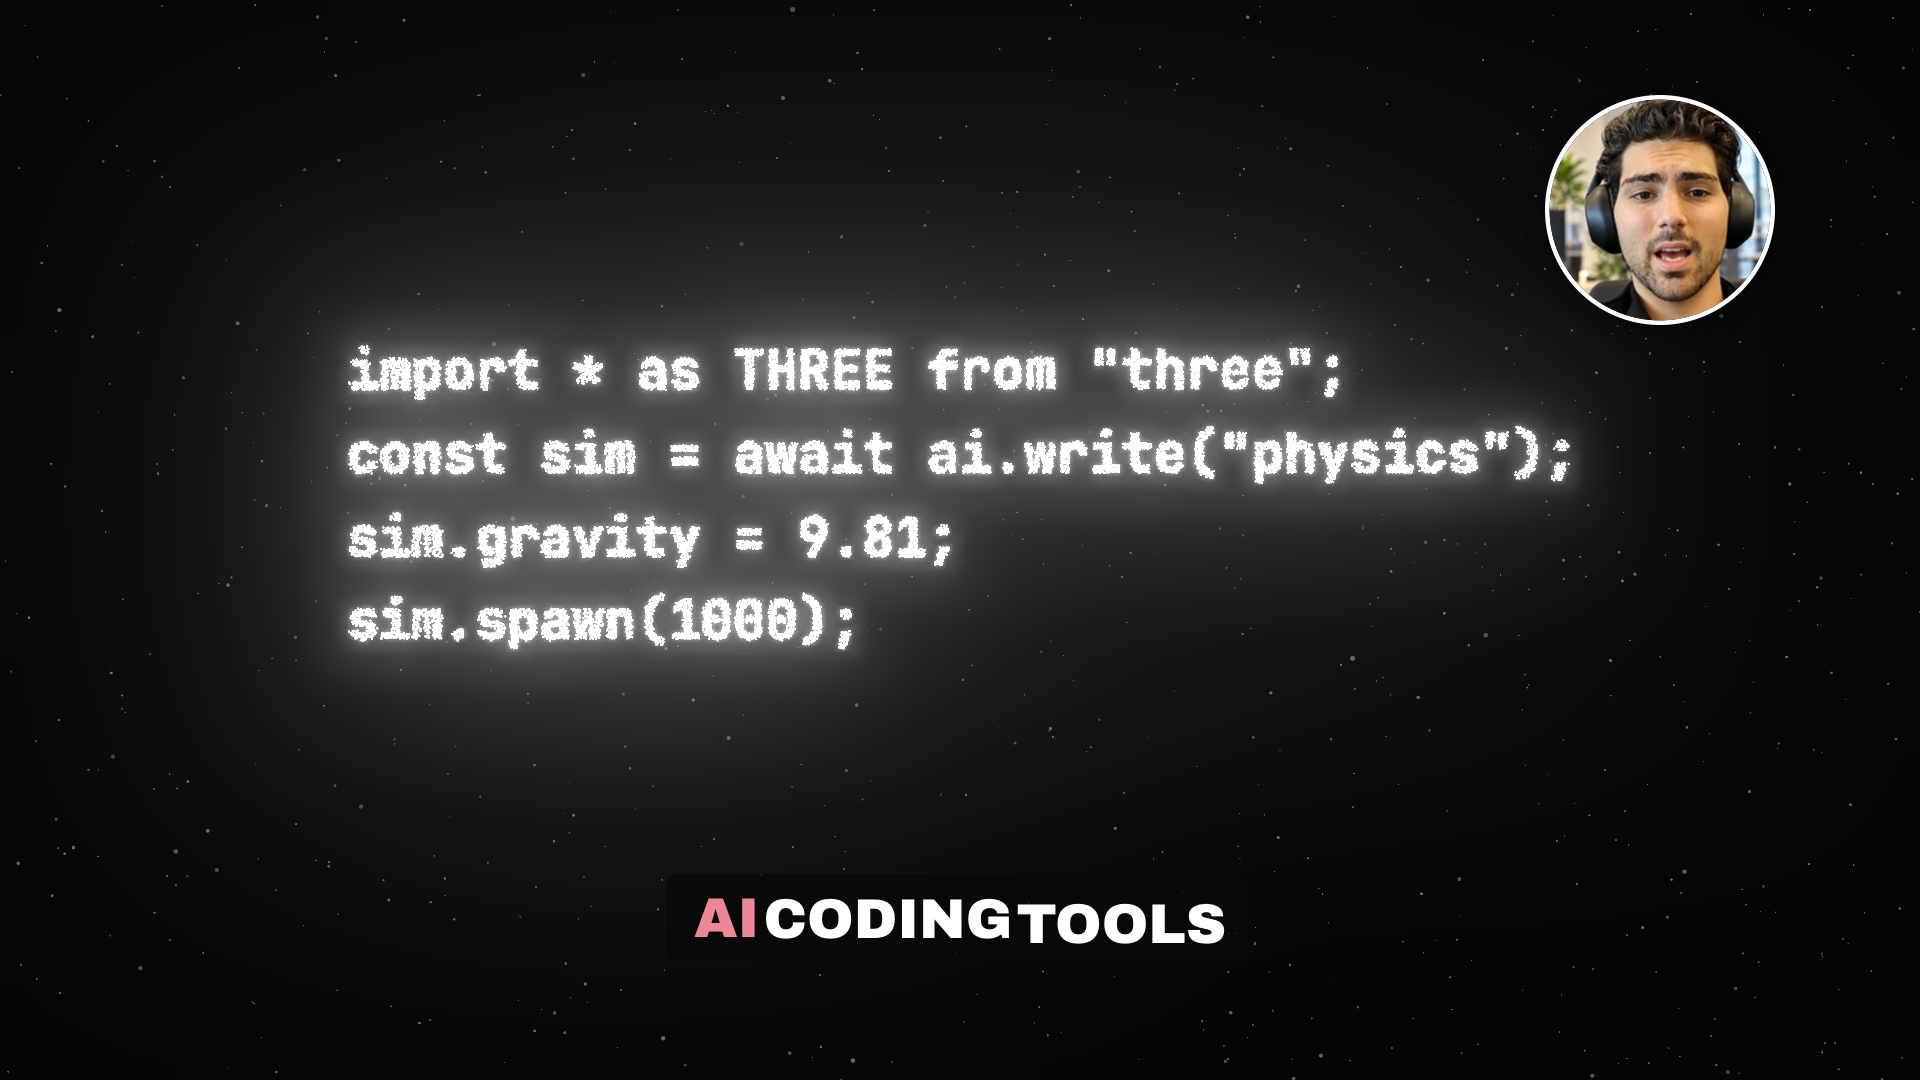 import * as THREE from "three";
const sim = await ai.write("physics");
sim.gravity = 9.81;
sim.spawn(1000);
AI CODING TOOLS